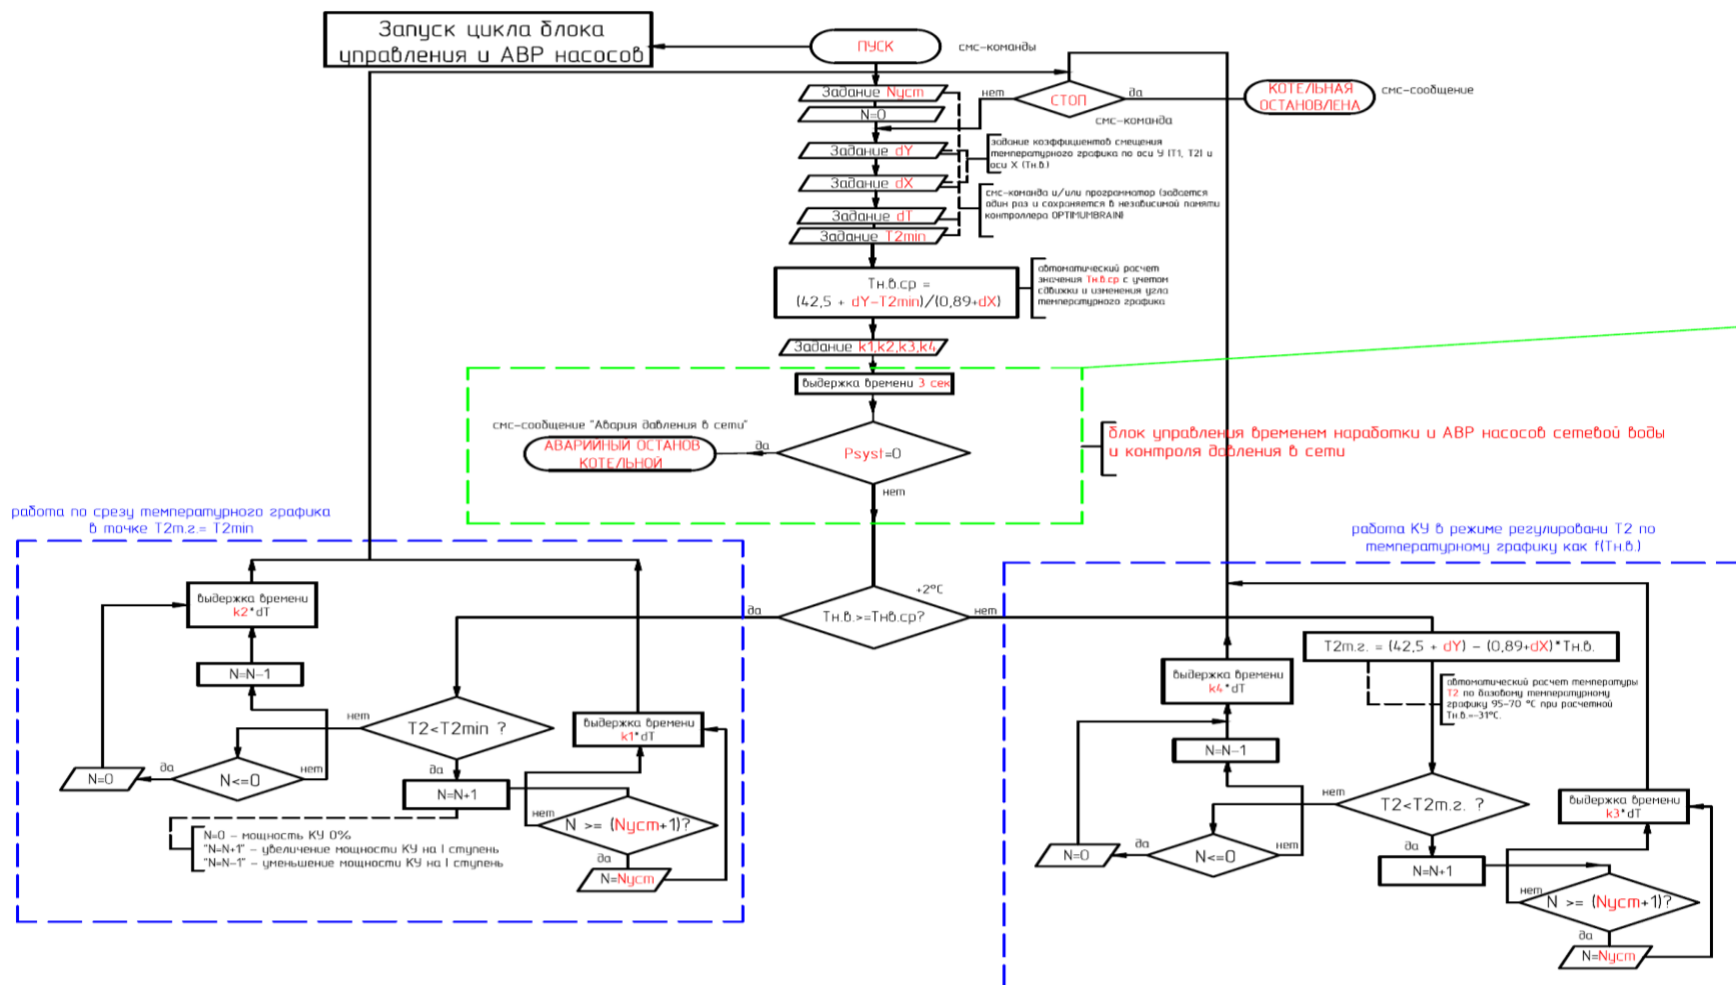 Запуск цикла блока
управления и АВР насосов
ПУСК
смс-команды
Задание Nуст
N=0
нет
СТОП
да
смс-команда
КОТЕЛЬНАЯ
ОСТАНОВЛЕНА
смс-сообщение
Задание dY
Задание dX
задание коэффициентов смещения
температурного графика по оси У (Т1, Т2) и
оси Х (Тн.в.)
Задание dT
Задание T2min
смс-команда и/или программатор (задается
один раз и сохраняется в независимой памяти
контроллера OPTIMUMBRAIN)
Тн.в.ср =
(42,5 + dY-T2min)/(0,89+dX)
автоматический расчет
значения Тн.в.ср с учетом
сдвижки и изменения угла
температурного графика
Задание k1,k2,k3,k4
выдержка времени 3 сек
смс-сообщение "Авария давления в сети"
АВАРИЙНЫЙ ОСТАНОВ
КОТЕЛЬНОЙ
да
Psyst=0
нет
блок управления временем наработки и АВР насосов сетевой воды
и контроля давления в сети
работа по срезу температурного графика
в точке Т2т.г.= T2min
работа КУ в режиме регулировани Т2 по
температурному графику как f(Тн.в.)
+2°C
да
Тн.в.>=Тнв.ср?
нет
выдержка времени
k2*dT
N=N-1
нет
T2<T2min ?
да
выдержка времени
k1*dT
N=0
да
N<=0
нет
N=N+1
нет
N >= (Nуст+1)?
да
N=Nуст
N=0 - мощность КУ 0%
"N=N+1" - увеличение мощности КУ на 1 ступень
"N=N-1" - уменьшение мощности КУ на 1 ступень
T2т.г. = (42,5 + dY) - (0,89+dX)*Тн.в.
автоматический расчет температуры
Т2 по базовому температурному
графику 95-70 °С при расчетной
Тн.в.=-31°С.
выдержка времени
k4*dT
N=N-1
нет
T2<T2т.г. ?
да
выдержка времени
k3*dT
N=0
да
N<=0
нет
N=N+1
нет
N >= (Nуст+1)?
да
N=Nуст